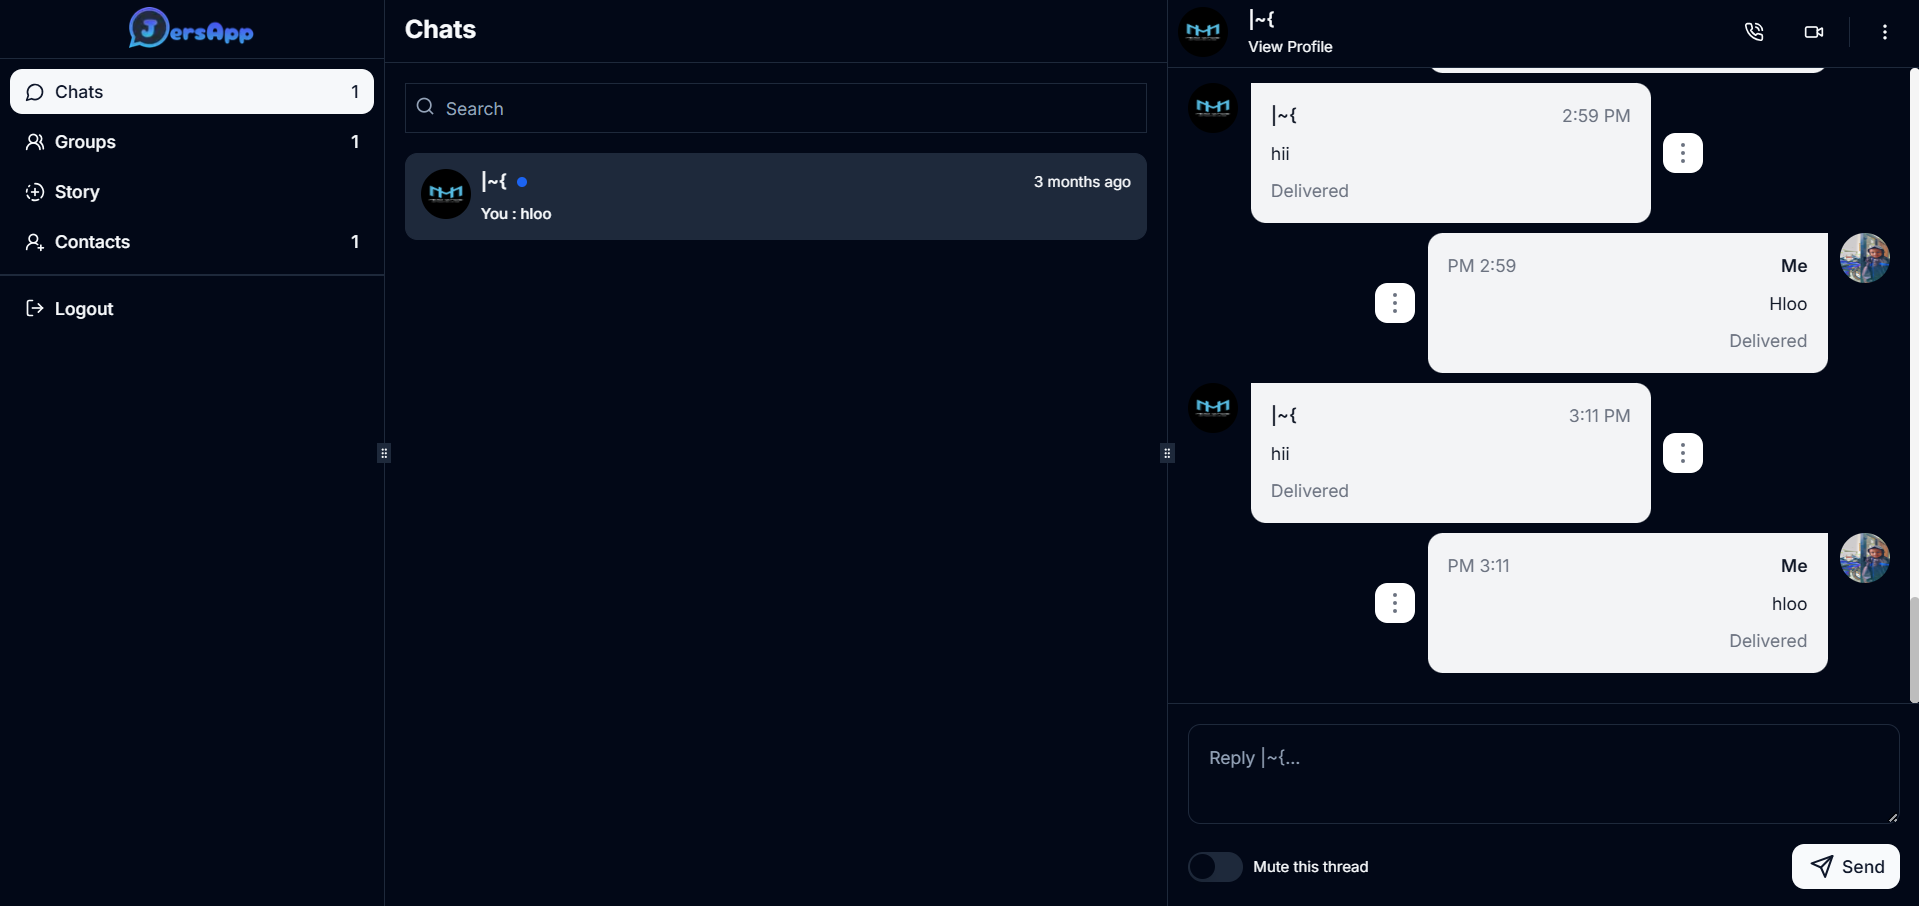 JersApp
Chats 1
Groups 1
Story
Contacts 1
Logout
Chats
Search
|~{ 3 months ago
You : hloo
|~{
View Profile
|~{ 2:59 PM
hii
Delivered
PM 2:59 Me
Hloo
Delivered
|~{ 3:11 PM
hii
Delivered
PM 3:11 Me
hloo
Delivered
Reply |~{...
Mute this thread
Send